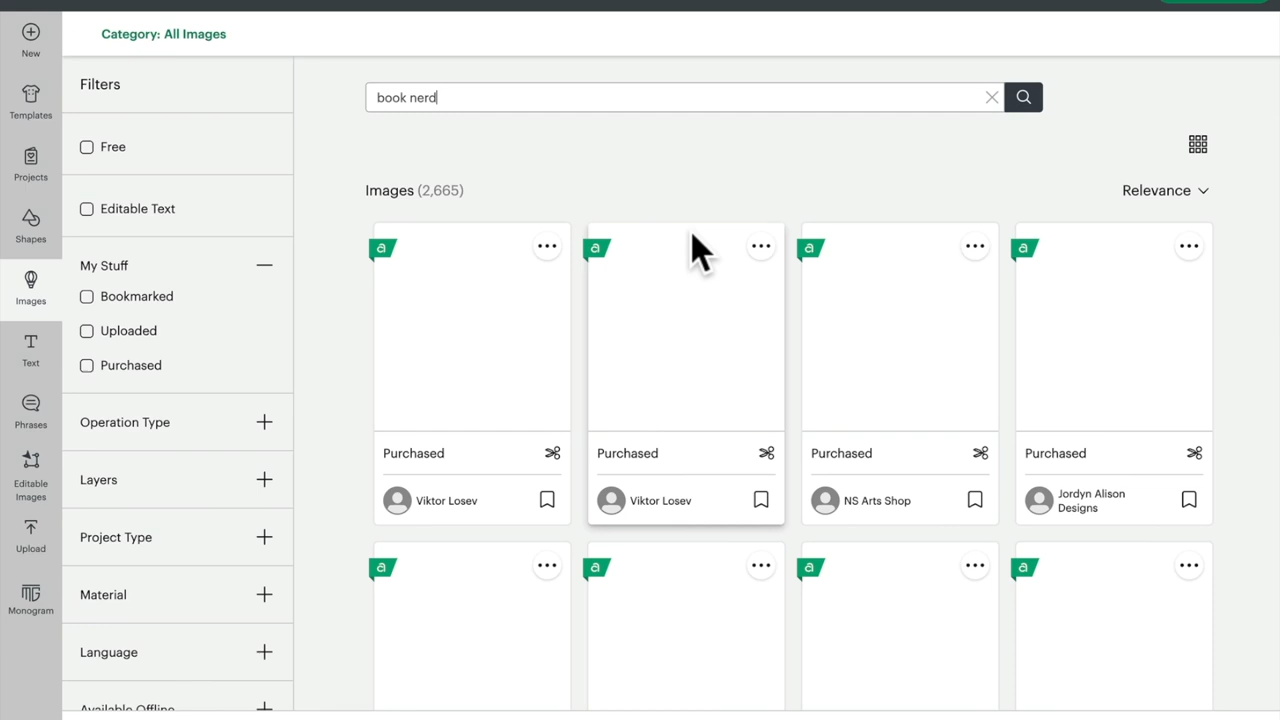 Category: All Images
New
Templates
Projects
Shapes
Images
Text
Phrases
Editable
Images
Upload
Monogram
Filters
Free
Editable Text
My Stuff
Bookmarked
Uploaded
Purchased
Operation Type
Layers
Project Type
Material
Language
Available Offline
book nerd
Images (2,665)
Relevance
a
a
a
a
Purchased
Purchased
Purchased
Purchased
Viktor Losev
Viktor Losev
NS Arts Shop
Jordyn Alison
Designs
a
a
a
a